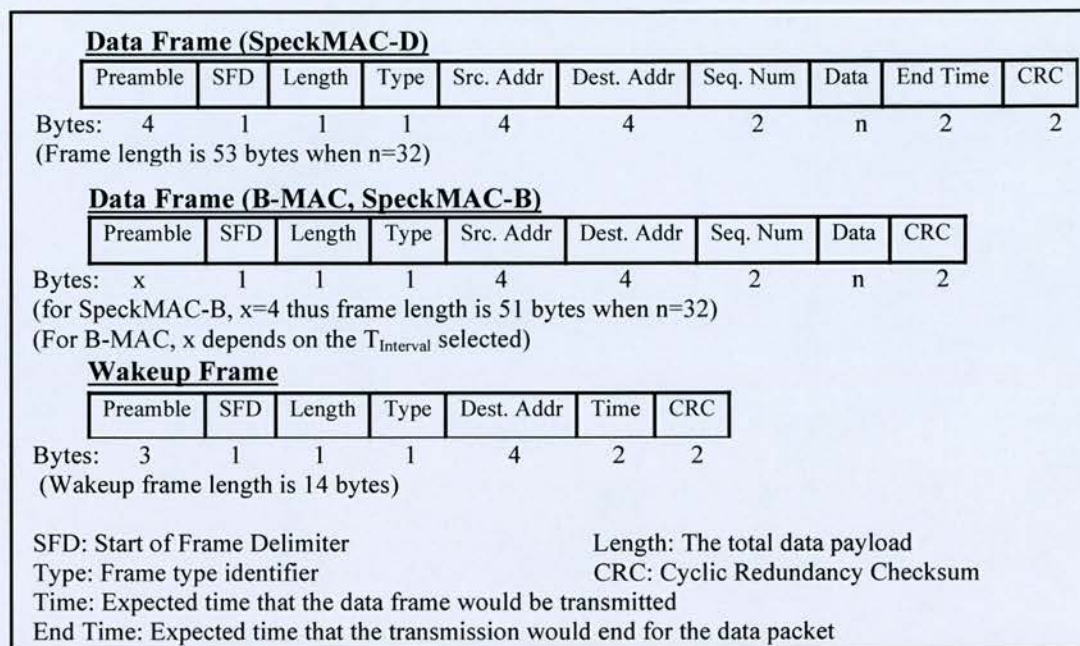 Data Frame (SpeckMAC-D)
Preamble SFD Length Type Src. Addr Dest. Addr Seq. Num Data End Time CRC
Bytes: 4 1 1 1 4 4 2 n 2 2
(Frame length is 53 bytes when n=32)
Data Frame (B-MAC, SpeckMAC-B)
Preamble SFD Length Type Src. Addr Dest. Addr Seq. Num Data CRC
Bytes: x 1 1 1 4 4 2 n 2
(for SpeckMAC-B, x=4 thus frame length is 51 bytes when n=32)
(For B-MAC, x depends on the TInterval selected)
Wakeup Frame
Preamble SFD Length Type Dest. Addr Time CRC
Bytes: 3 1 1 1 4 2 2
(Wakeup frame length is 14 bytes)
SFD: Start of Frame Delimiter Length: The total data payload
Type: Frame type identifier CRC: Cyclic Redundancy Checksum
Time: Expected time that the data frame would be transmitted
End Time: Expected time that the transmission would end for the data packet